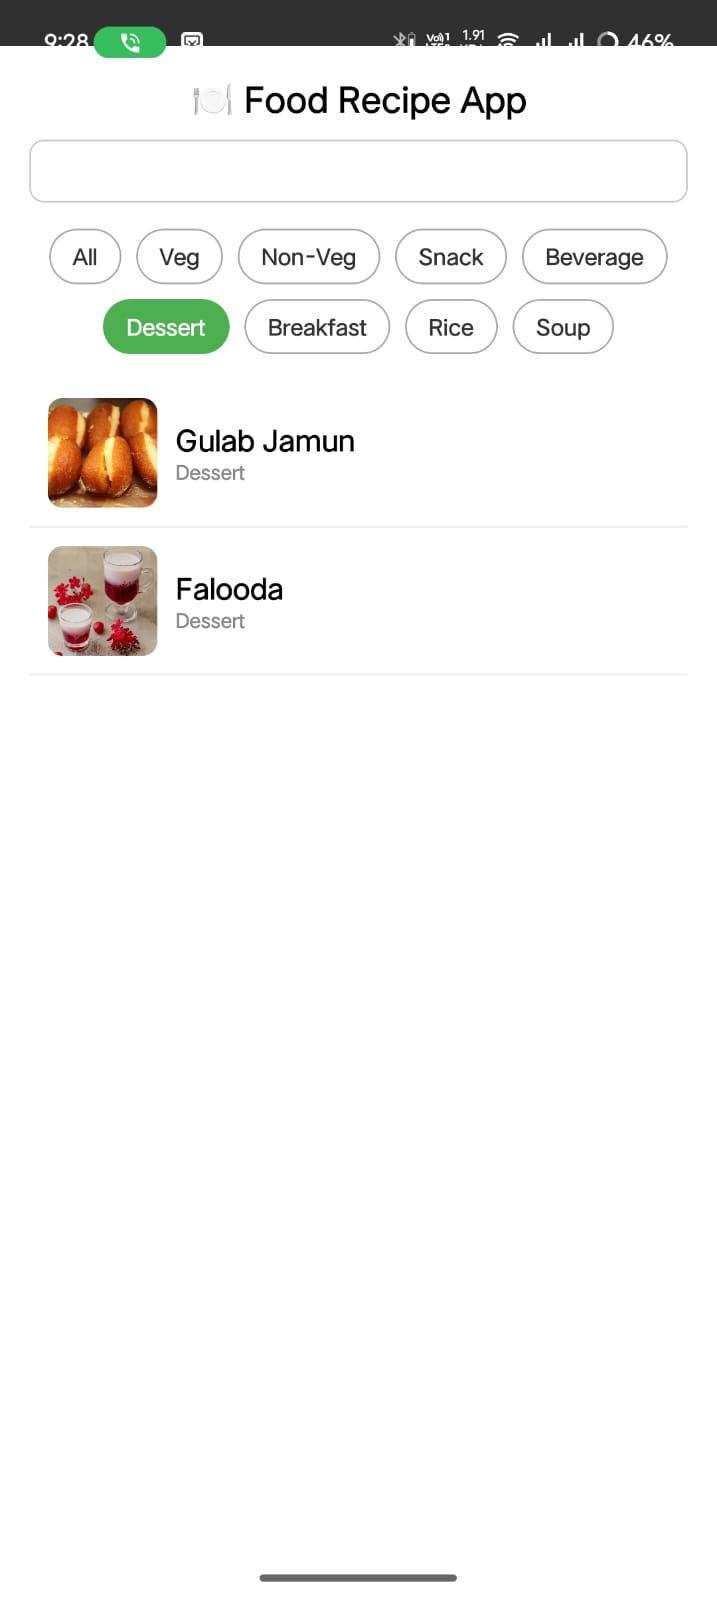 9:28 Vo) 1 1.91 46%
🍽️ Food Recipe App
All Veg Non-Veg Snack Beverage
Dessert Breakfast Rice Soup
Gulab Jamun
Dessert
Falooda
Dessert